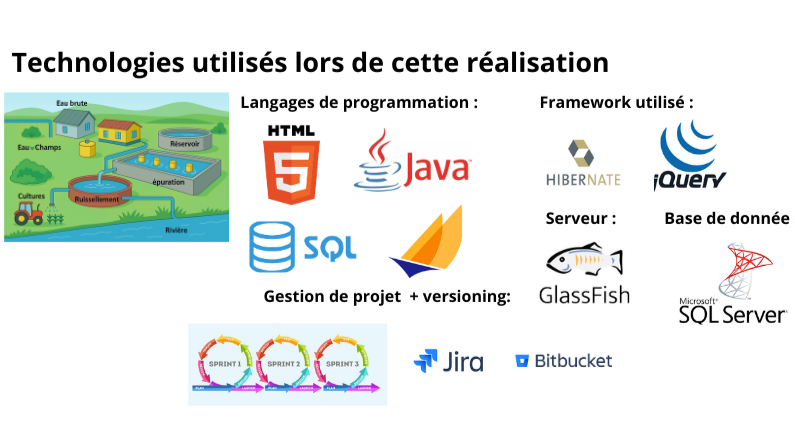 Technologies utilisés lors de cette réalisation
Eau brute
Eau Champs
Réservoir
épuration
Cultures
Ruissellement
Rivière
Langages de programmation :
HTML
5
Java
SQL
Framework utilisé :
HIBERNATE
jQuery
Serveur :
GlassFish
Base de donnée
Microsoft®
SQL Server®
Gestion de projet + versioning:
SPRINT 1
SPRINT 2
SPRINT 3
Jira
Bitbucket